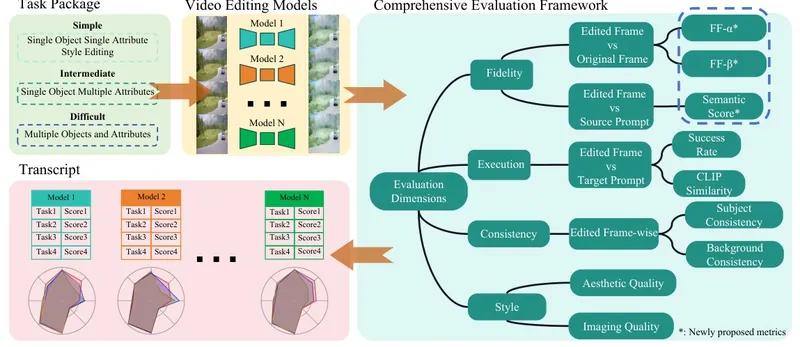 Task Package
Simple
Single Object Single Attribute
Style Editing
Intermediate
Single Object Multiple Attributes
Difficult
Multiple Objects and Attributes
Video Editing Models
Model 1
Model 2
Model N
Comprehensive Evaluation Framework
Evaluation
Dimensions
Fidelity
Edited Frame
vs
Original Frame
FF-α*
FF-β*
Edited Frame
vs
Source Prompt
Semantic
Score*
Execution
Edited Frame
vs
Target Prompt
Success
Rate
CLIP
Similarity
Consistency
Edited Frame-wise
Subject
Consistency
Background
Consistency
Style
Aesthetic Quality
Imaging Quality
*: Newly proposed metrics
Transcript
Model 1
Task1 Score1
Task2 Score2
Task3 Score3
Task4 Score4
Model 2
Task1 Score1
Task2 Score2
Task3 Score3
Task4 Score4
Model N
Task1 Score1
Task2 Score2
Task3 Score3
Task4 Score4